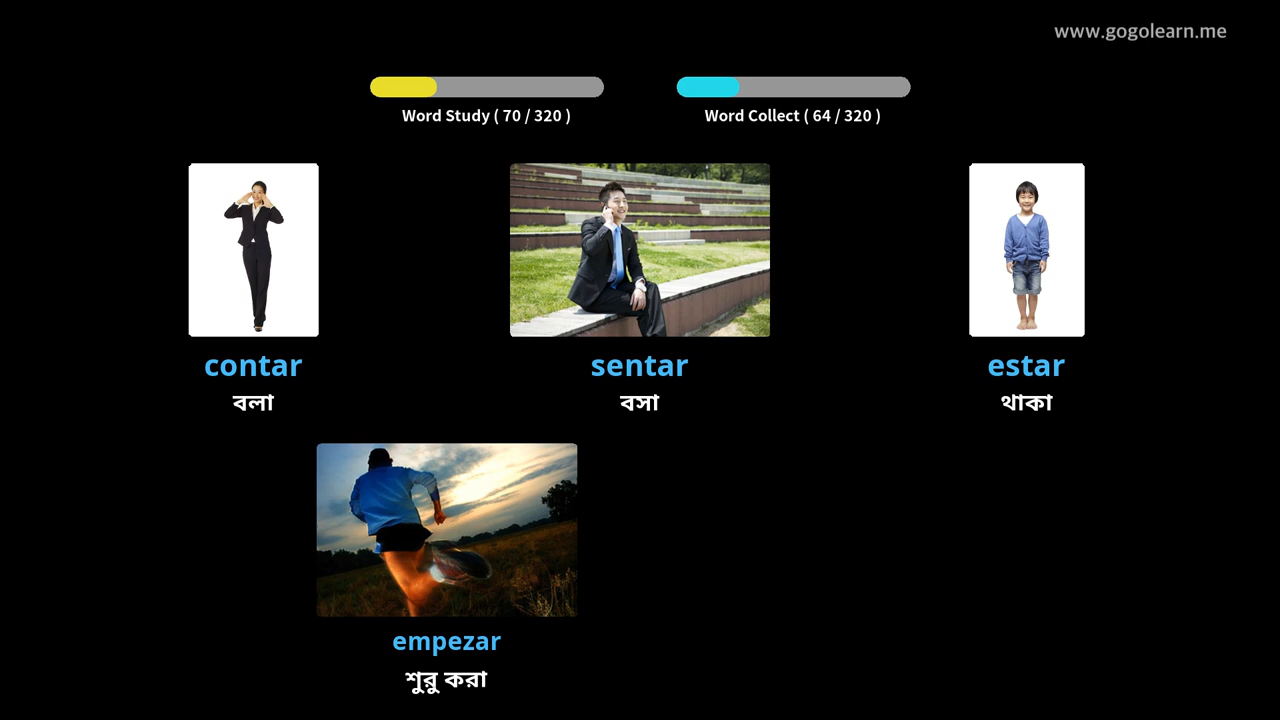 www.gogolearn.me
Word Study ( 70 / 320 )
Word Collect ( 64 / 320 )
contar
বলা
sentar
বসা
estar
থাকা
empezar
শুরু করা